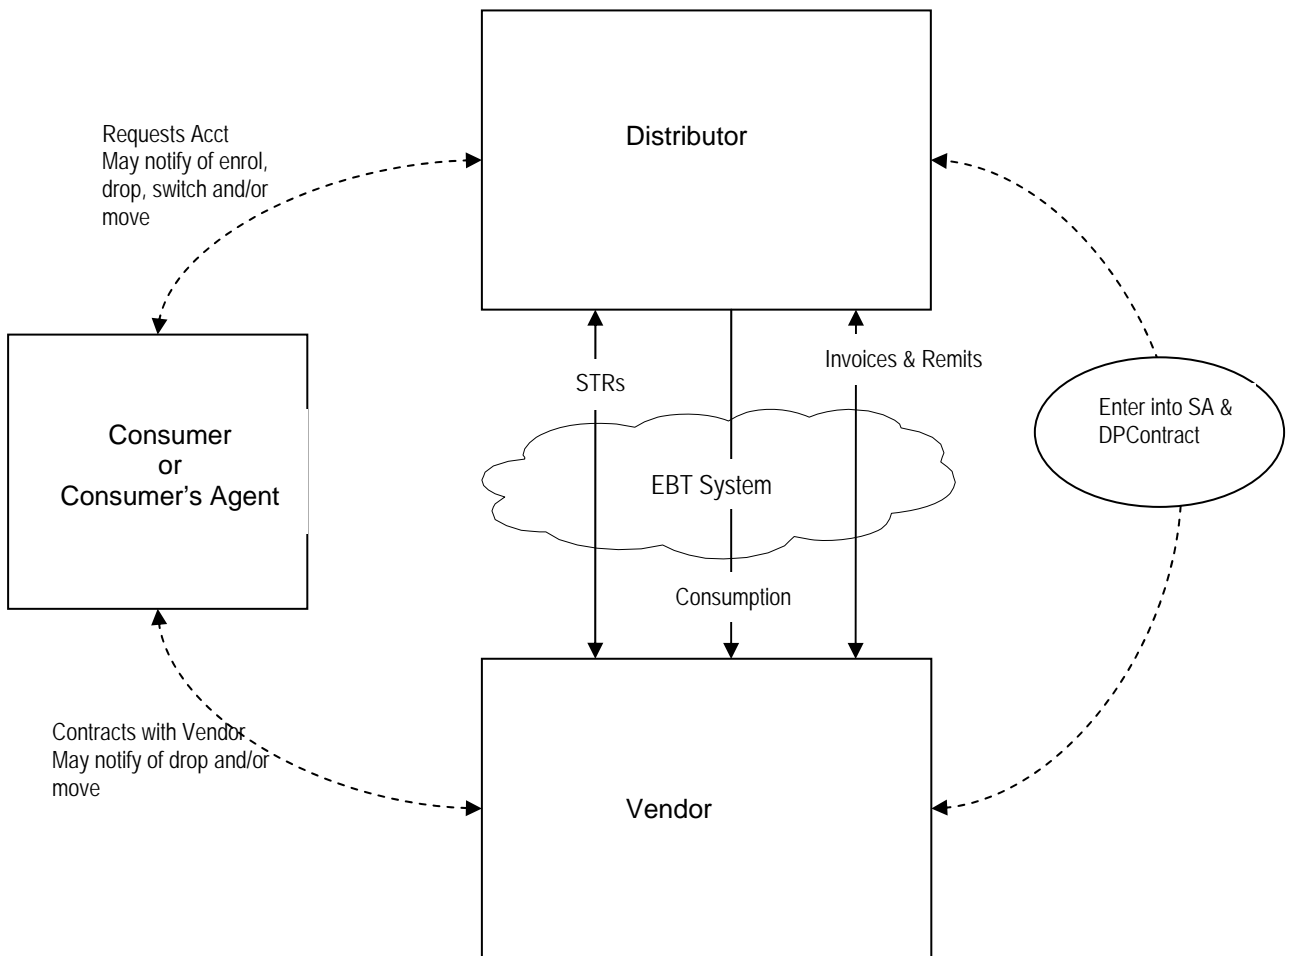 Distributor
Requests Acct
May notify of enrol,
drop, switch and/or
move
Invoices & Remits
STRs
Enter into SA &
DPContract
Consumer
or
Consumer's Agent
EBT System
Consumption
Contracts with Vendor
May notify of drop and/or
move
Vendor